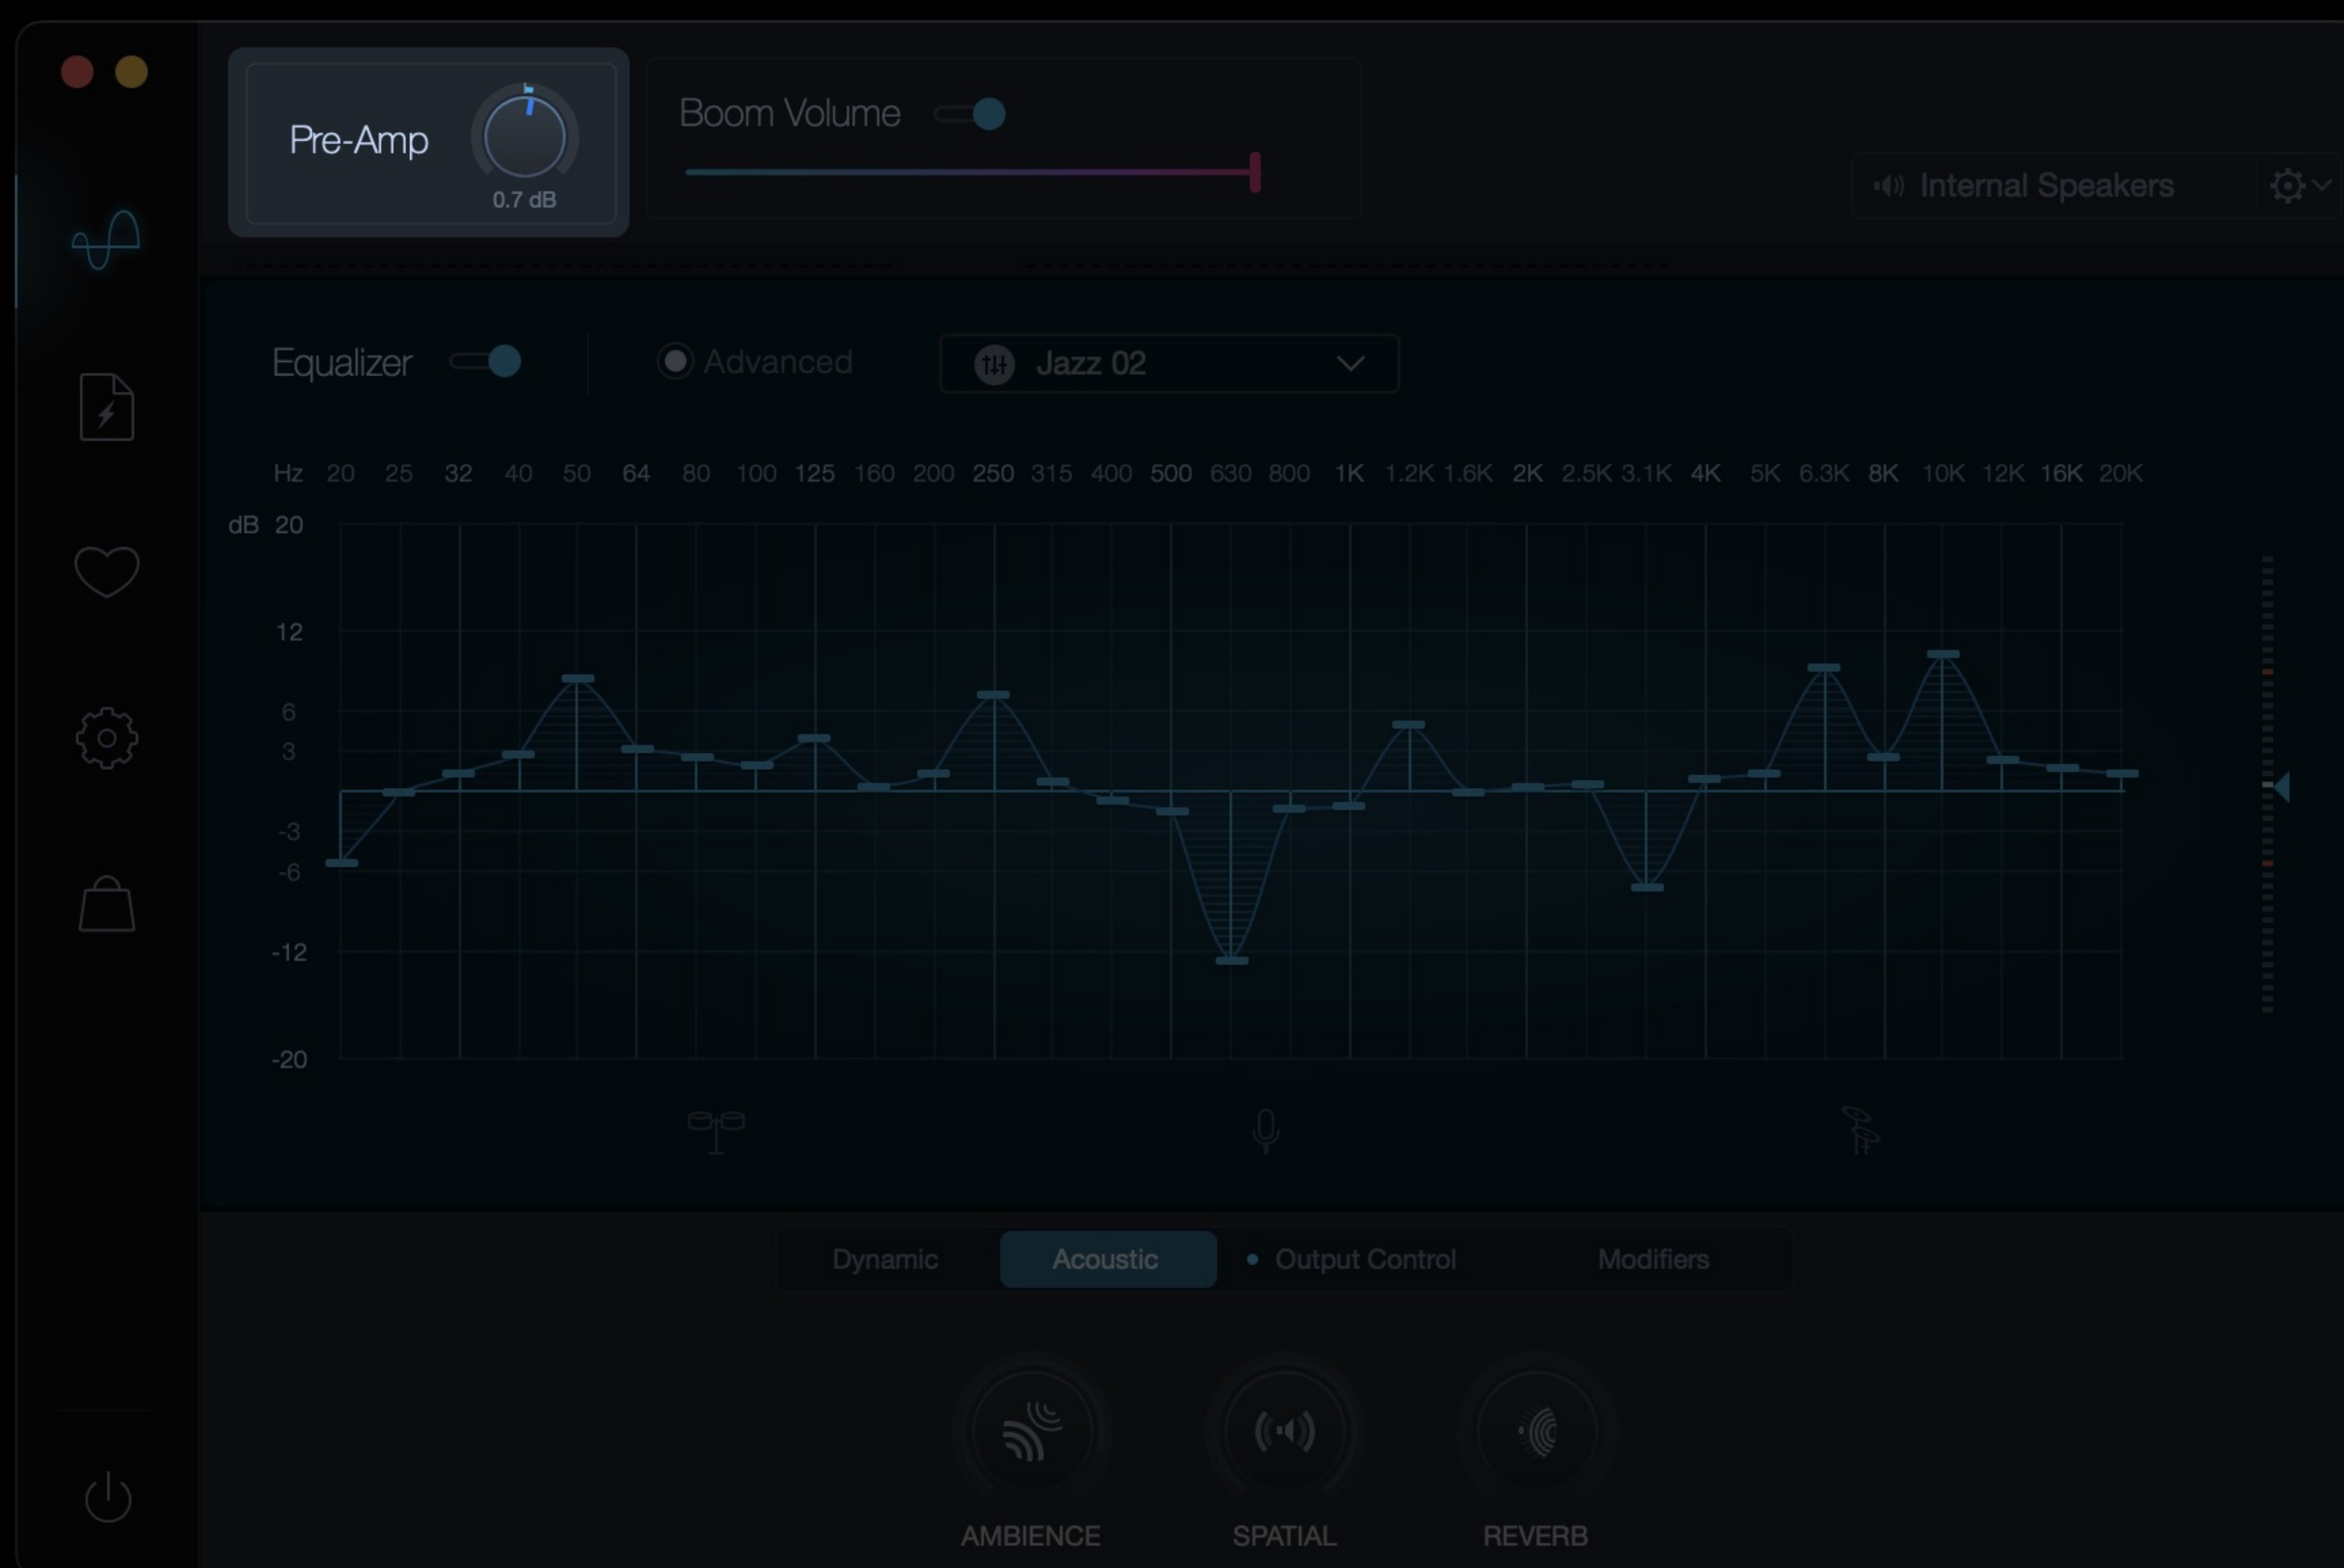 Pre-Amp
0.7 dB
Boom Volume
Internal Speakers
Equalizer
Advanced
Jazz 02
Hz 20 25 32 40 50 64 80 100 125 160 200 250 315 400 500 630 800 1K 1.2K 1.6K 2K 2.5K 3.1K 4K 5K 6.3K 8K 10K 12K 16K 20K
dB 20
12
6
3
-3
-6
-12
-20
Dynamic
Acoustic
Output Control
Modifiers
AMBIENCE
SPATIAL
REVERB